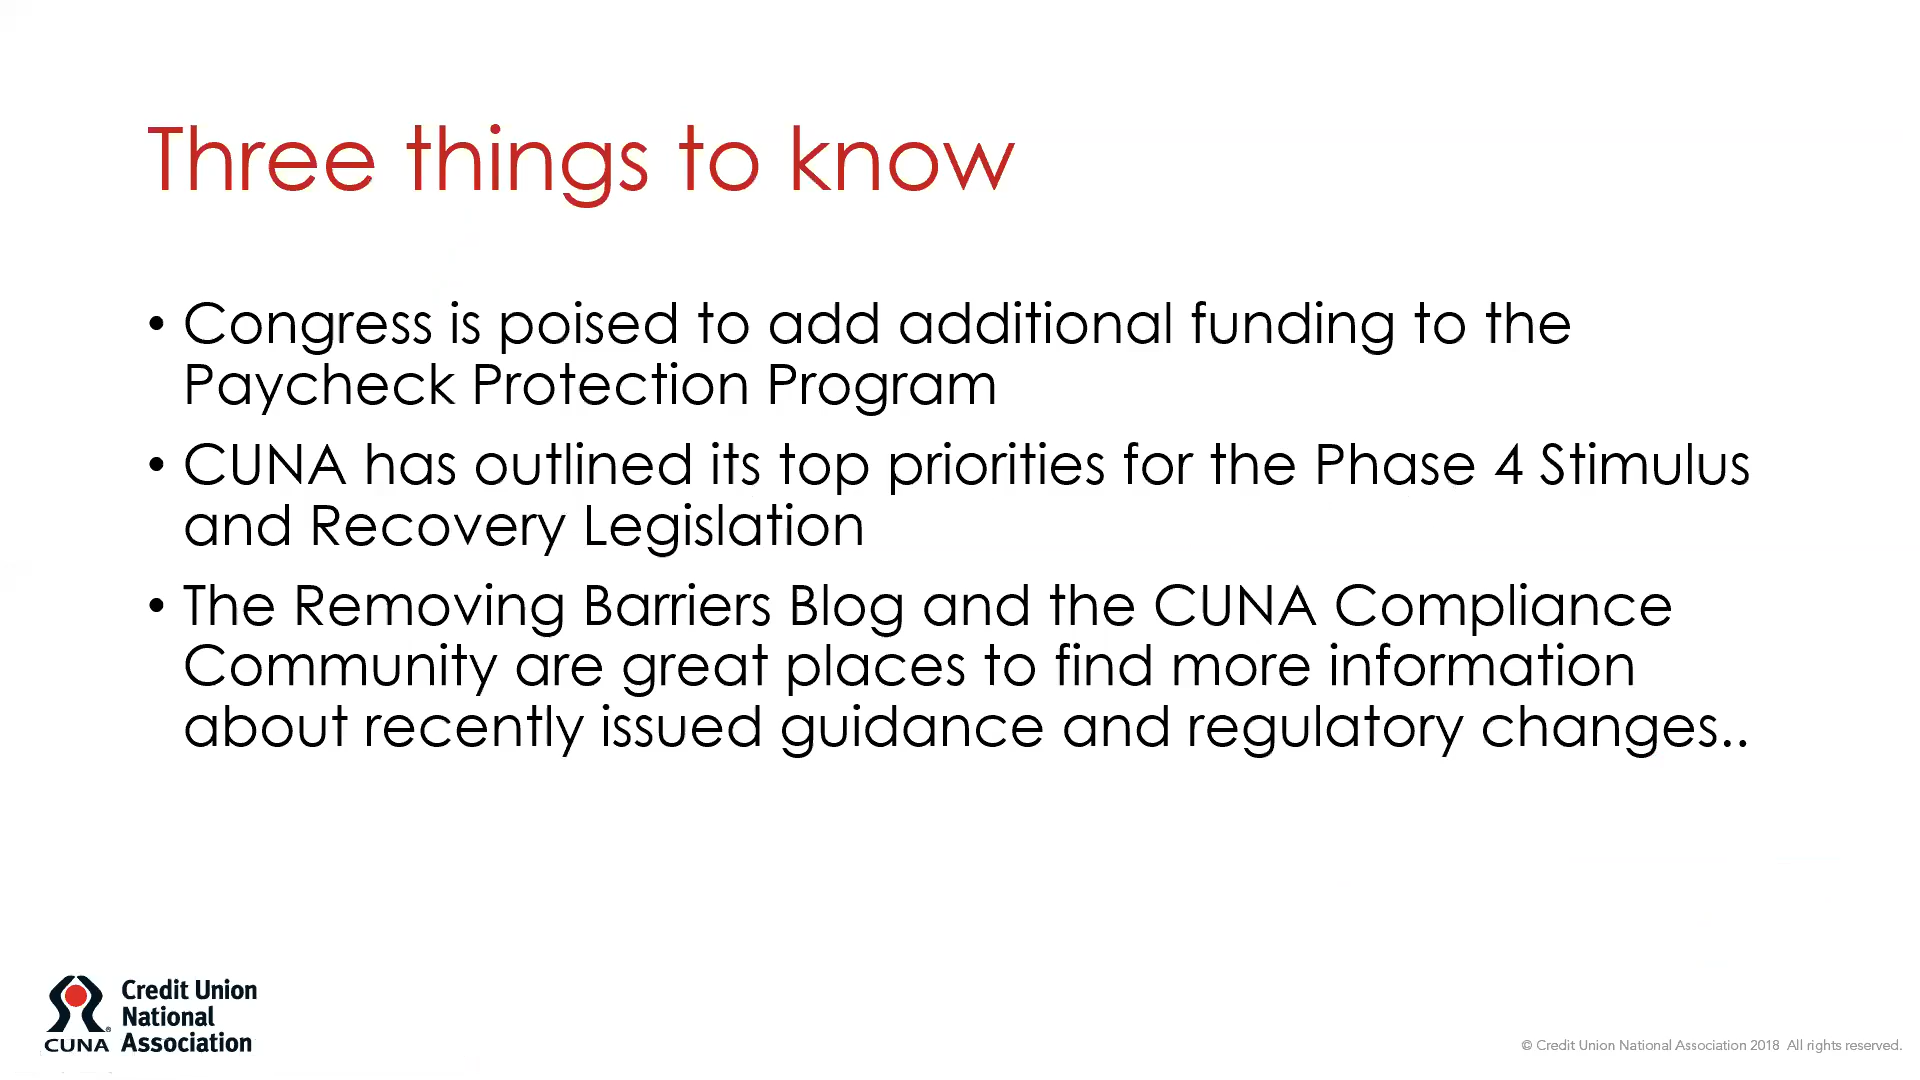 Three things to know
• Congress is poised to add additional funding to the
Paycheck Protection Program
• CUNA has outlined its top priorities for the Phase 4 Stimulus
and Recovery Legislation
• The Removing Barriers Blog and the CUNA Compliance
Community are great places to find more information
about recently issued guidance and regulatory changes..
Credit Union
National
Association
CUNA®
© Credit Union National Association 2018 All rights reserved.